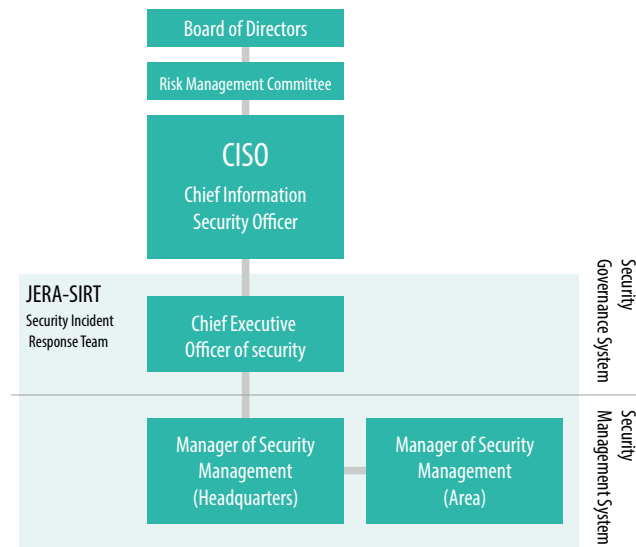 Board of Directors
Risk Management Committee
CISO
Chief Information
Security Officer
JERA-SIRT
Security Incident
Response Team
Chief Executive
Officer of security
Security
Governance System
Manager of Security
Management
(Headquarters)
Manager of Security
Management
(Area)
Security
Management System